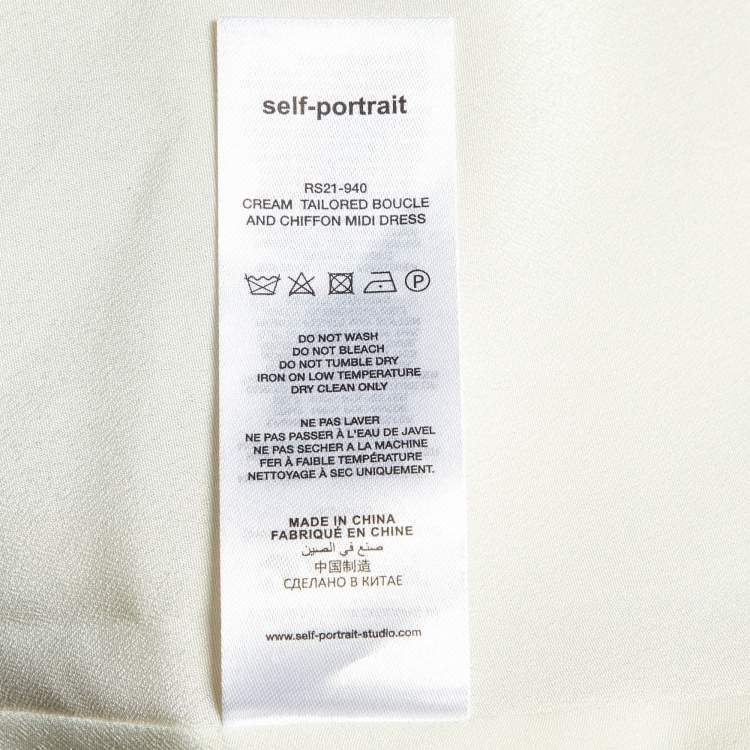 self-portrait
RS21-940
CREAM TAILORED BOUCLE
AND CHIFFON MIDI DRESS
P
DO NOT WASH
DO NOT BLEACH
DO NOT TUMBLE DRY
IRON ON LOW TEMPERATURE
DRY CLEAN ONLY
NE PAS LAVER
NE PAS PASSER À L'EAU DE JAVEL
NE PAS SECHER A LA MACHINE
FER À FAIBLE TEMPÉRATURE
NETTOYAGE À SEC UNIQUEMENT.
MADE IN CHINA
FABRIQUÉ EN CHINE
صنع في الصين
中国制造
СДЕЛАНО В КИТАЕ
www.self-portrait-studio.com